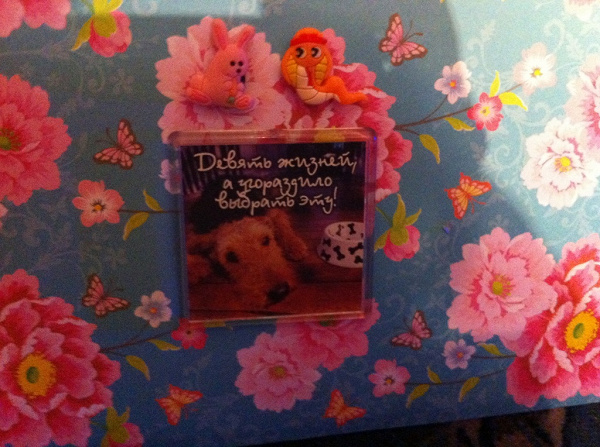 Девять жизней,
а угораздило
выбрать эту!